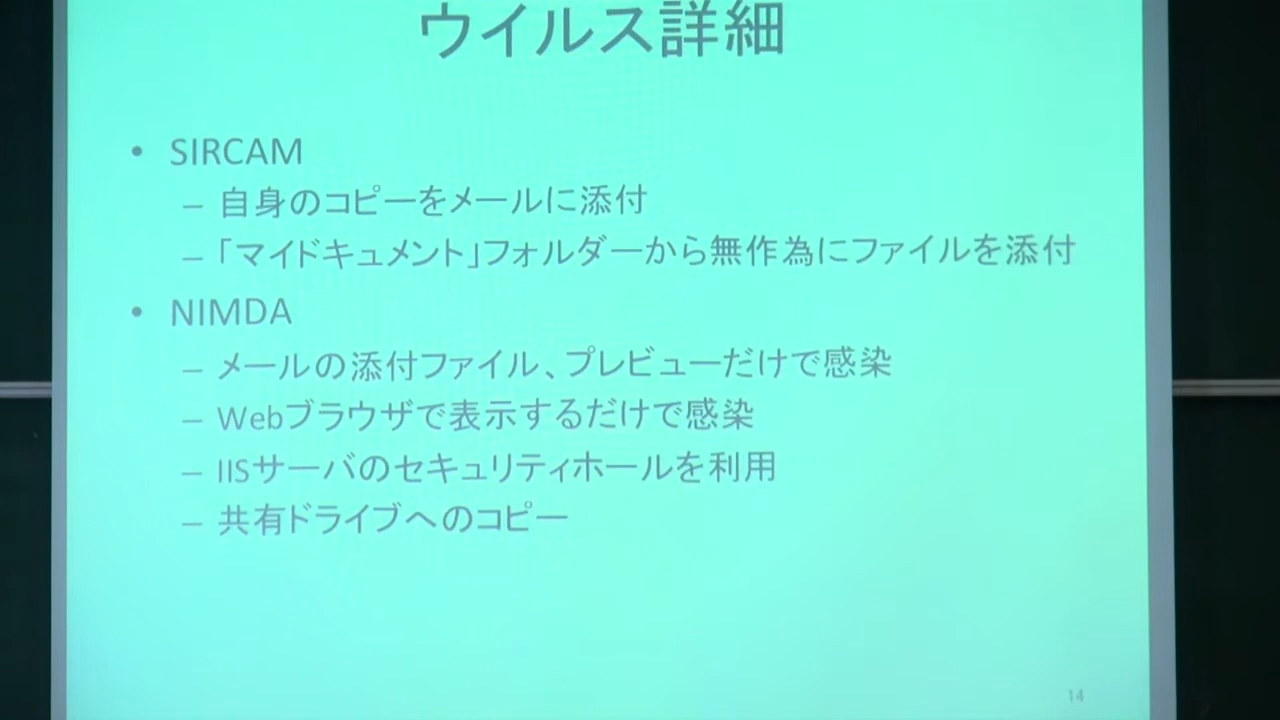 ウイルス詳細
• SIRCAM
– 自身のコピーをメールに添付
– 「マイドキュメント」フォルダーから無作為にファイルを添付
• NIMDA
– メールの添付ファイル、プレビューだけで感染
– Webブラウザで表示するだけで感染
– IISサーバのセキュリティホールを利用
– 共有ドライブへのコピー
14